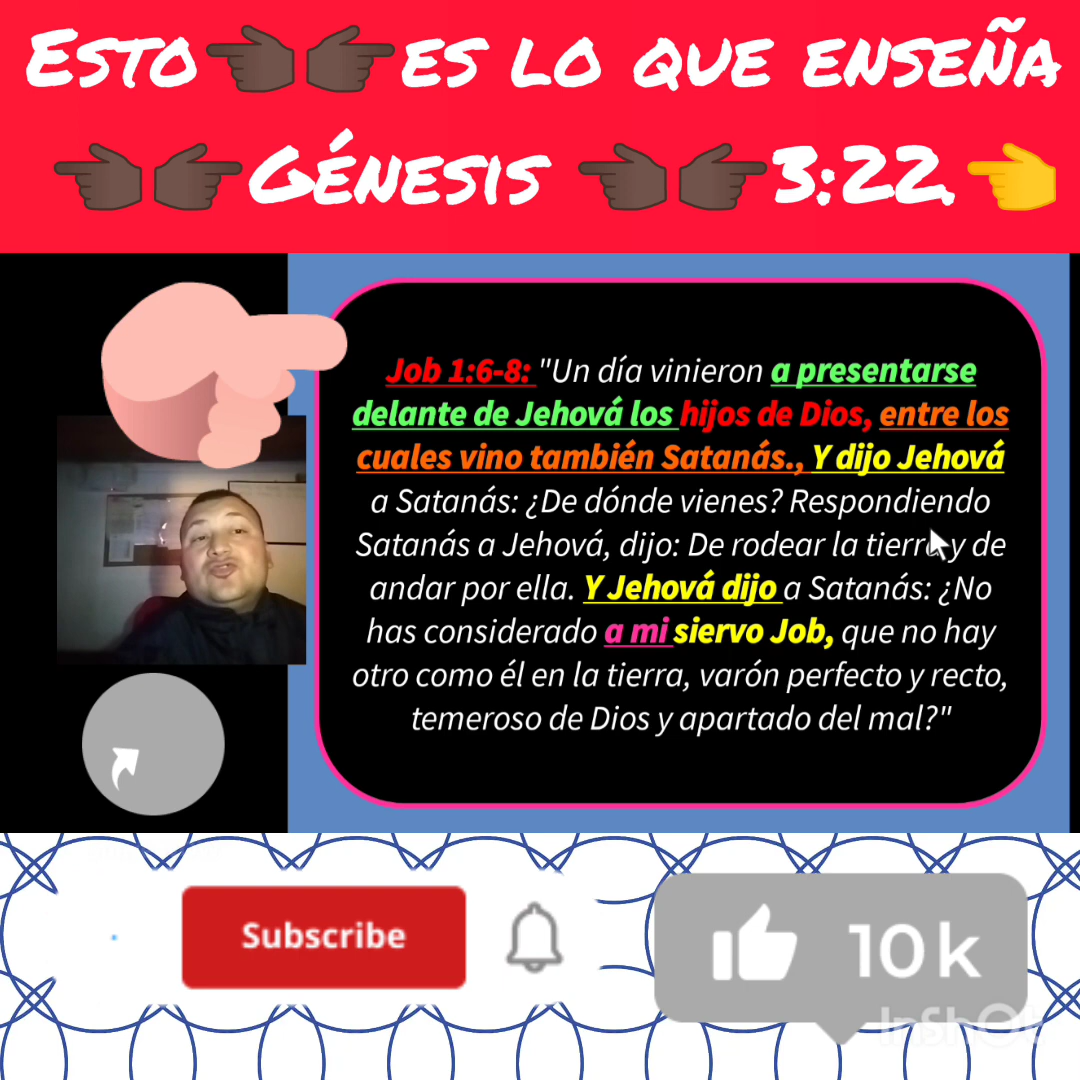 Esto 👈🏿👉🏿 es lo que enseña
👈🏿👉🏿 Génesis 👈🏿👉🏿 3:22. 👈
Job 1:6-8: "Un día vinieron a presentarse
delante de Jehová los hijos de Dios, entre los
cuales vino también Satanás., Y dijo Jehová
a Satanás: ¿De dónde vienes? Respondiendo
Satanás a Jehová, dijo: De rodear la tierra y de
andar por ella. Y Jehová dijo a Satanás: ¿No
has considerado a mi siervo Job, que no hay
otro como él en la tierra, varón perfecto y recto,
temeroso de Dios y apartado del mal?"
Subscribe
10k
InShOt